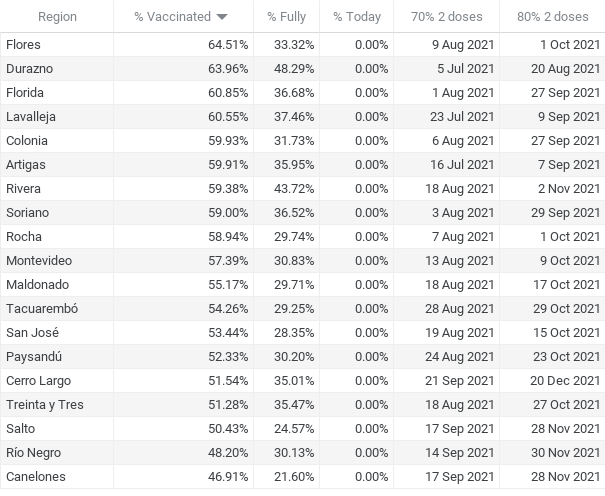 Region % Vaccinated % Fully % Today 70% 2 doses 80% 2 doses
Flores 64.51% 33.32% 0.00% 9 Aug 2021 1 Oct 2021
Durazno 63.96% 48.29% 0.00% 5 Jul 2021 20 Aug 2021
Florida 60.85% 36.68% 0.00% 1 Aug 2021 27 Sep 2021
Lavalleja 60.55% 37.46% 0.00% 23 Jul 2021 9 Sep 2021
Colonia 59.93% 31.73% 0.00% 6 Aug 2021 27 Sep 2021
Artigas 59.91% 35.95% 0.00% 16 Jul 2021 7 Sep 2021
Rivera 59.38% 43.72% 0.00% 18 Aug 2021 2 Nov 2021
Soriano 59.00% 36.52% 0.00% 3 Aug 2021 29 Sep 2021
Rocha 58.94% 29.74% 0.00% 7 Aug 2021 1 Oct 2021
Montevideo 57.39% 30.83% 0.00% 13 Aug 2021 9 Oct 2021
Maldonado 55.17% 29.71% 0.00% 18 Aug 2021 17 Oct 2021
Tacuarembó 54.26% 29.25% 0.00% 28 Aug 2021 29 Oct 2021
San José 53.44% 28.35% 0.00% 19 Aug 2021 15 Oct 2021
Paysandú 52.33% 30.20% 0.00% 24 Aug 2021 23 Oct 2021
Cerro Largo 51.54% 35.01% 0.00% 21 Sep 2021 20 Dec 2021
Treinta y Tres 51.28% 35.47% 0.00% 18 Aug 2021 27 Oct 2021
Salto 50.43% 24.57% 0.00% 17 Sep 2021 28 Nov 2021
Río Negro 48.20% 30.13% 0.00% 14 Sep 2021 30 Nov 2021
Canelones 46.91% 21.60% 0.00% 17 Sep 2021 28 Nov 2021